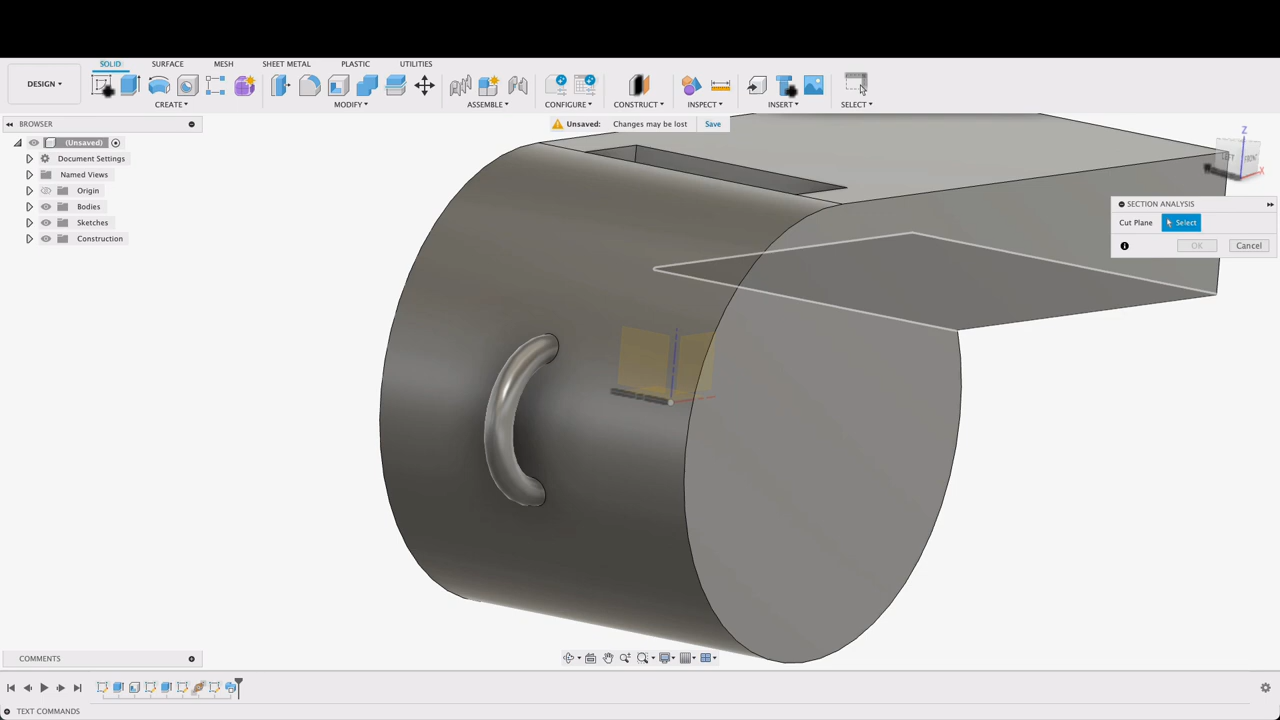 SOLID SURFACE MESH SHEET METAL PLASTIC UTILITIES
DESIGN
CREATE MODIFY ASSEMBLE CONFIGURE CONSTRUCT INSPECT INSERT SELECT
BROWSER
Unsaved: Changes may be lost Save
(Unsaved)
Document Settings
Named Views
Origin
Bodies
Sketches
Construction
Z
LEFT
X
SECTION ANALYSIS
Cut Plane Select
OK Cancel
COMMENTS
TEXT COMMANDS